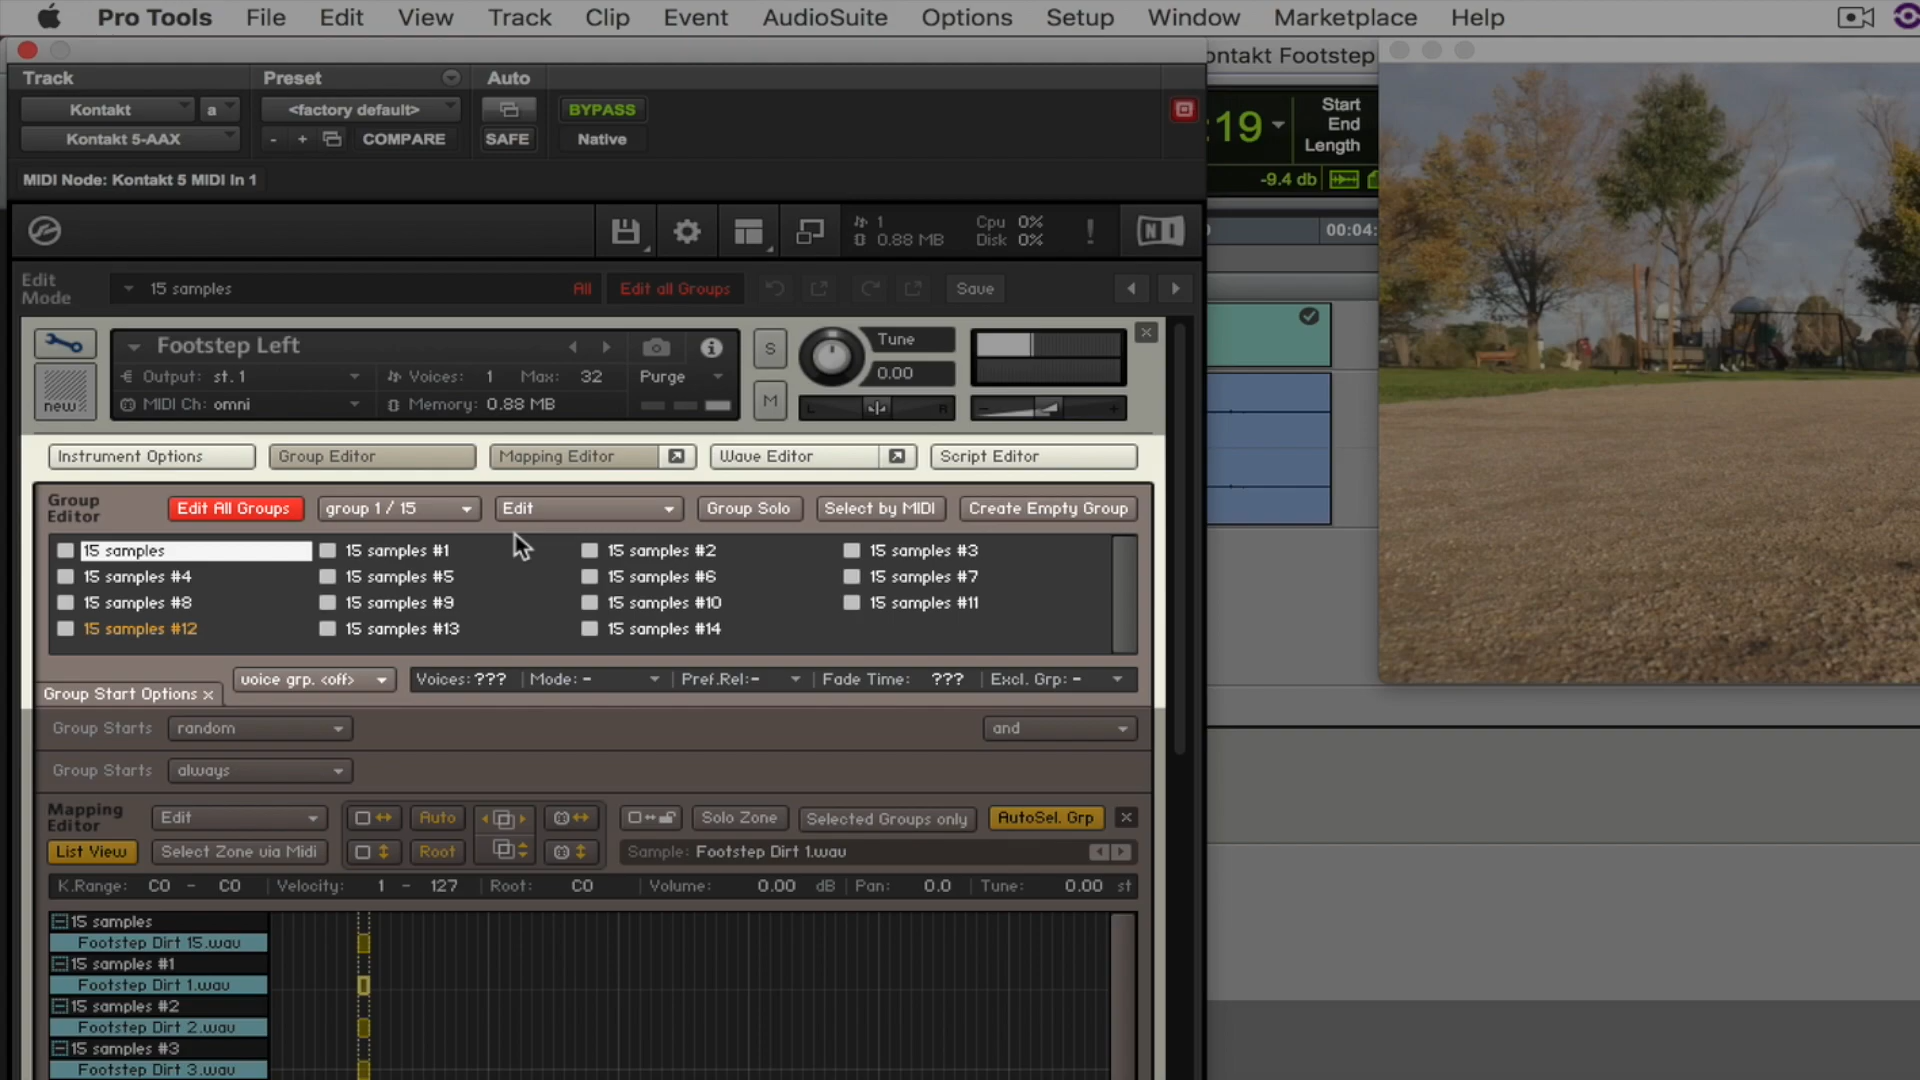 Pro Tools File Edit View Track Clip Event AudioSuite Options Setup Window Marketplace Help
ontakt Footstep
Track Preset Auto
Kontakt a <factory default> BYPASS
Kontakt 5-AAX - + COMPARE SAFE Native
MIDI Node: Kontakt 5 MIDI In 1
:19 Start
End
Length
-9.4 db
1 Cpu 0%
0.88 MB Disk 0% ! NI
00:04:
Edit Mode 15 samples All Edit all Groups Save
Footstep Left S Tune
Output: st. 1 Voices: 1 Max: 32 Purge 0.00
new MIDI Ch: omni Memory: 0.88 MB M L R - +
Instrument Options Group Editor Mapping Editor Wave Editor Script Editor
Group Editor Edit All Groups group 1 / 15 Edit Group Solo Select by MIDI Create Empty Group
15 samples 15 samples #1 15 samples #2 15 samples #3
15 samples #4 15 samples #5 15 samples #6 15 samples #7
15 samples #8 15 samples #9 15 samples #10 15 samples #11
15 samples #12 15 samples #13 15 samples #14
Group Start Options × voice grp. <off> Voices: ??? Mode: - Pref.Rel:- Fade Time: ??? Excl. Grp: -
Group Starts random and
Group Starts always
Mapping Editor Edit Auto Solo Zone Selected Groups only AutoSel. Grp
List View Select Zone via Midi Root Sample: Footstep Dirt 1.wav
K.Range: C0 - C0 Velocity: 1 - 127 Root: C0 Volume: 0.00 dB Pan: 0.0 Tune: 0.00 st
15 samples
Footstep Dirt 15.wav
15 samples #1
Footstep Dirt 1.wav
15 samples #2
Footstep Dirt 2.wav
15 samples #3
Footstep Dirt 3.wav